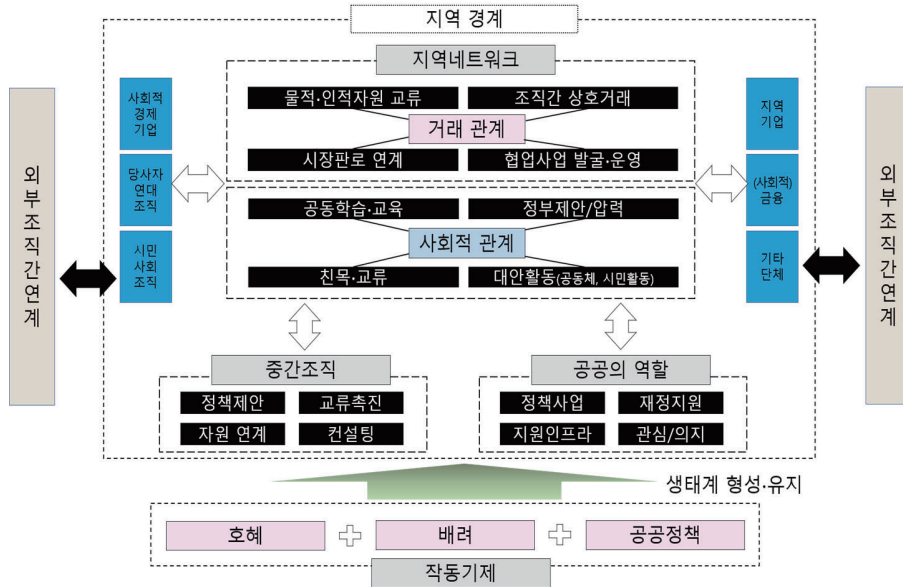 지역 경계
지역네트워크
외부조직간연계
사회적
경제
기업
당사자
연대
조직
시민
사회
조직
물적·인적자원 교류
조직간 상호거래
거래 관계
시장판로 연계
협업사업 발굴·운영
공동학습·교육
정부제안/압력
사회적 관계
친목·교류
대안활동(공동체, 시민활동)
지역
기업
(사회적)
금융
기타
단체
외부조직간연계
중간조직
정책제안
교류촉진
자원 연계
컨설팅
공공의 역할
정책사업
재정지원
지원인프라
관심/의지
생태계 형성·유지
호혜
배려
공공정책
작동기제